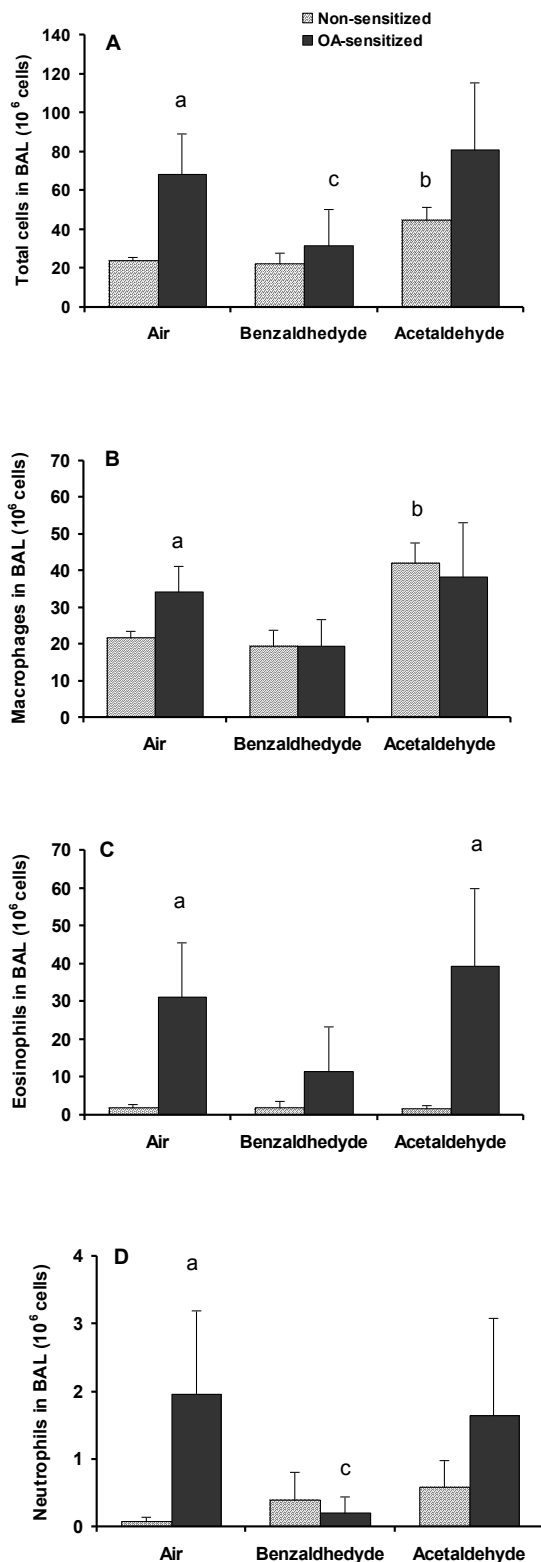 Non-sensitized
OA-sensitized
A
Total cells in BAL (10⁶ cells)
140
120
100
80
60
40
20
0
a
c
b
Air Benzaldhedyde Acetaldehyde
B
Macrophages in BAL (10⁶ cells)
70
60
50
40
30
20
10
0
a
b
Air Benzaldhedyde Acetaldehyde
C
Eosinophils in BAL (10⁶ cells)
70
60
50
40
30
20
10
0
a
a
Air Benzaldhedyde Acetaldehyde
D
Neutrophils in BAL (10⁶ cells)
4
3
2
1
0
a
c
Air Benzaldhedyde Acetaldehyde